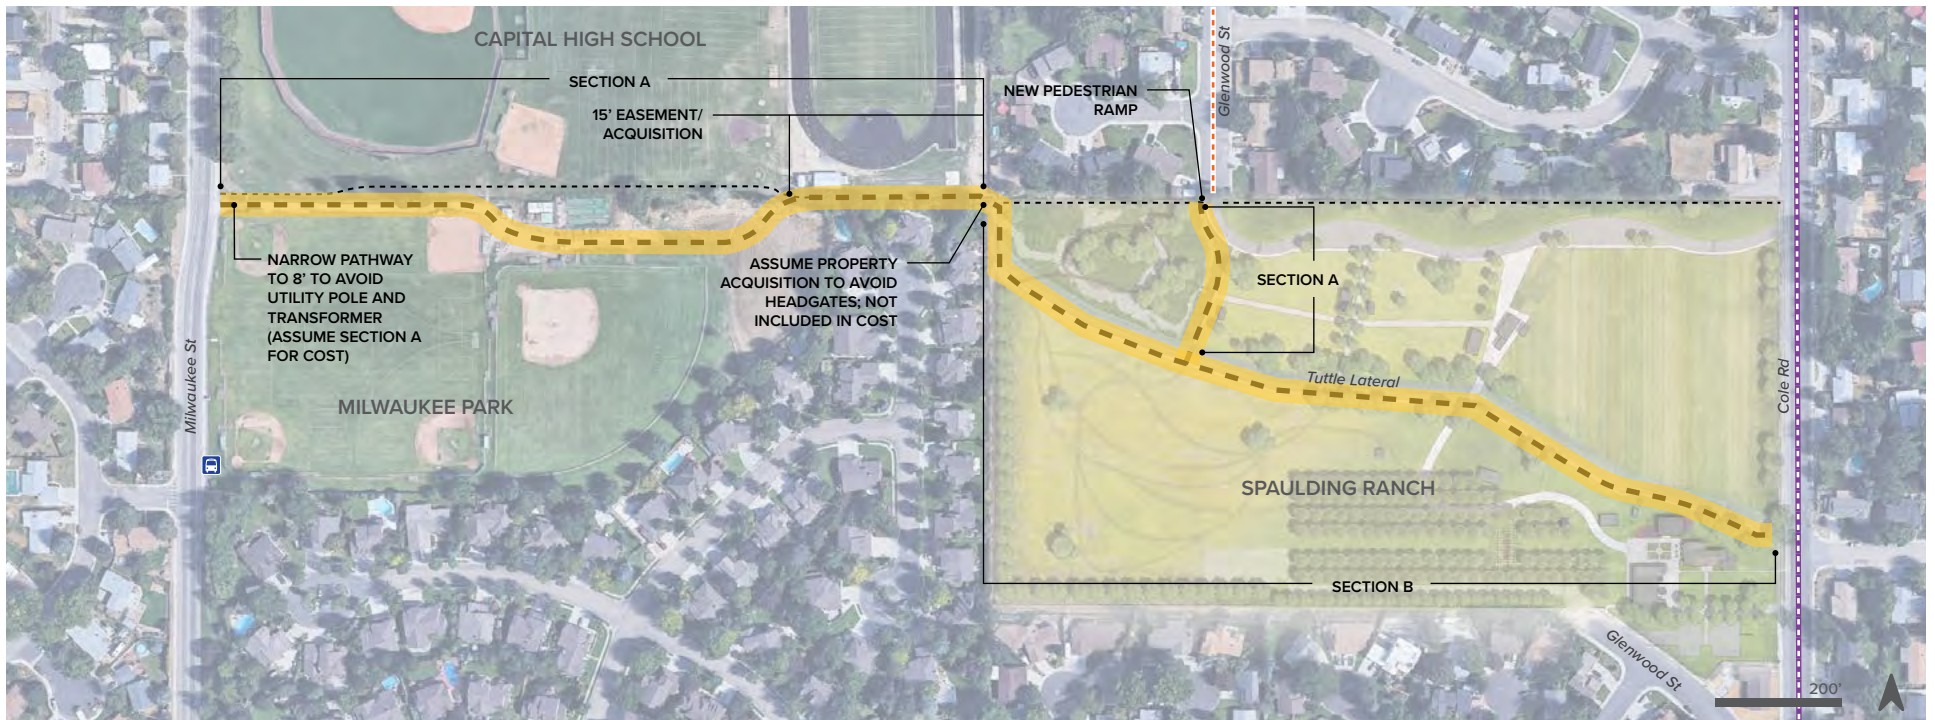 CAPITAL HIGH SCHOOL
SECTION A
15' EASEMENT/
ACQUISITION
NEW PEDESTRIAN
RAMP
Glenwood St
NARROW PATHWAY
TO 8' TO AVOID
UTILITY POLE AND
TRANSFORMER
(ASSUME SECTION A
FOR COST)
ASSUME PROPERTY
ACQUISITION TO AVOID
HEADGATES; NOT
INCLUDED IN COST
SECTION A
Milwaukee St
MILWAUKEE PARK
Tuttle Lateral
Cole Rd
SPAULDING RANCH
SECTION B
Glenwood St
200'